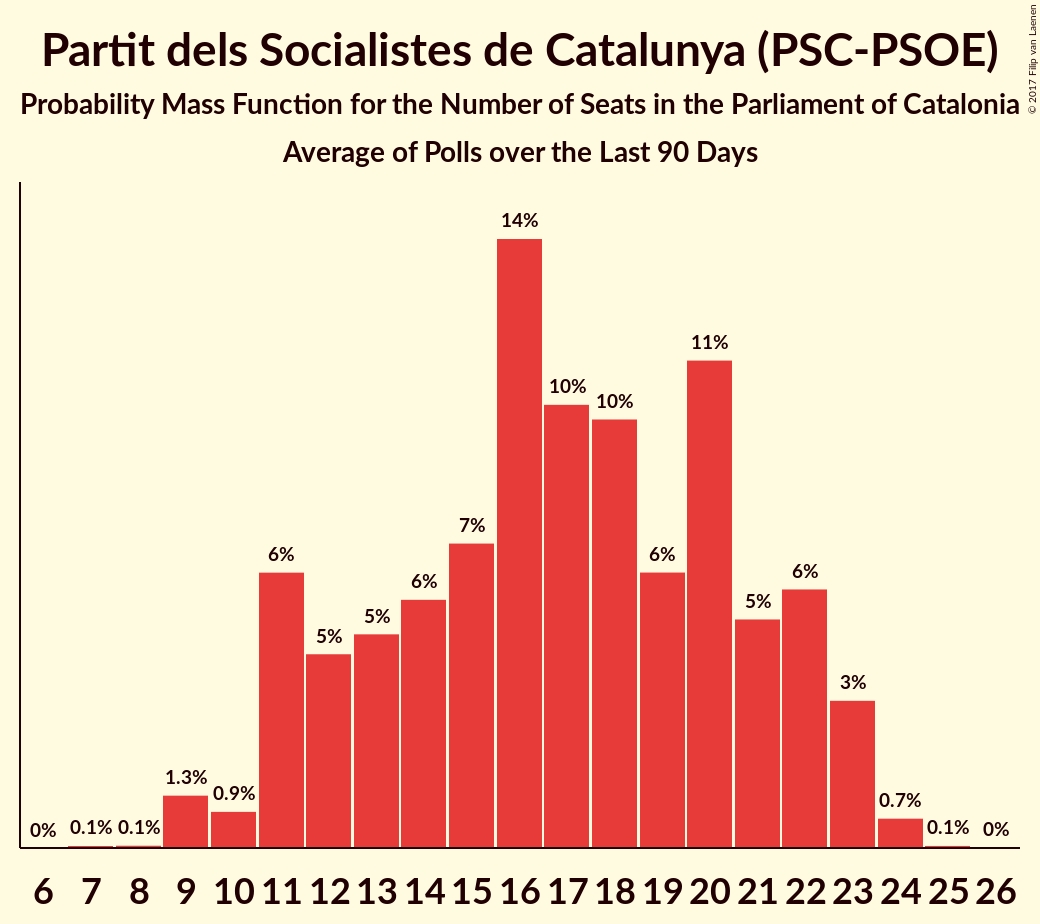 Partit dels Socialistes de Catalunya (PSC-PSOE)
Probability Mass Function for the Number of Seats in the Parliament of Catalonia
Average of Polls over the Last 90 Days
© 2017 Filip van Laenen
0% 0.1% 0.1% 1.3% 0.9% 6% 5% 5% 6% 7% 14% 10% 10% 6% 11% 5% 6% 3% 0.7% 0.1% 0%
6 7 8 9 10 11 12 13 14 15 16 17 18 19 20 21 22 23 24 25 26